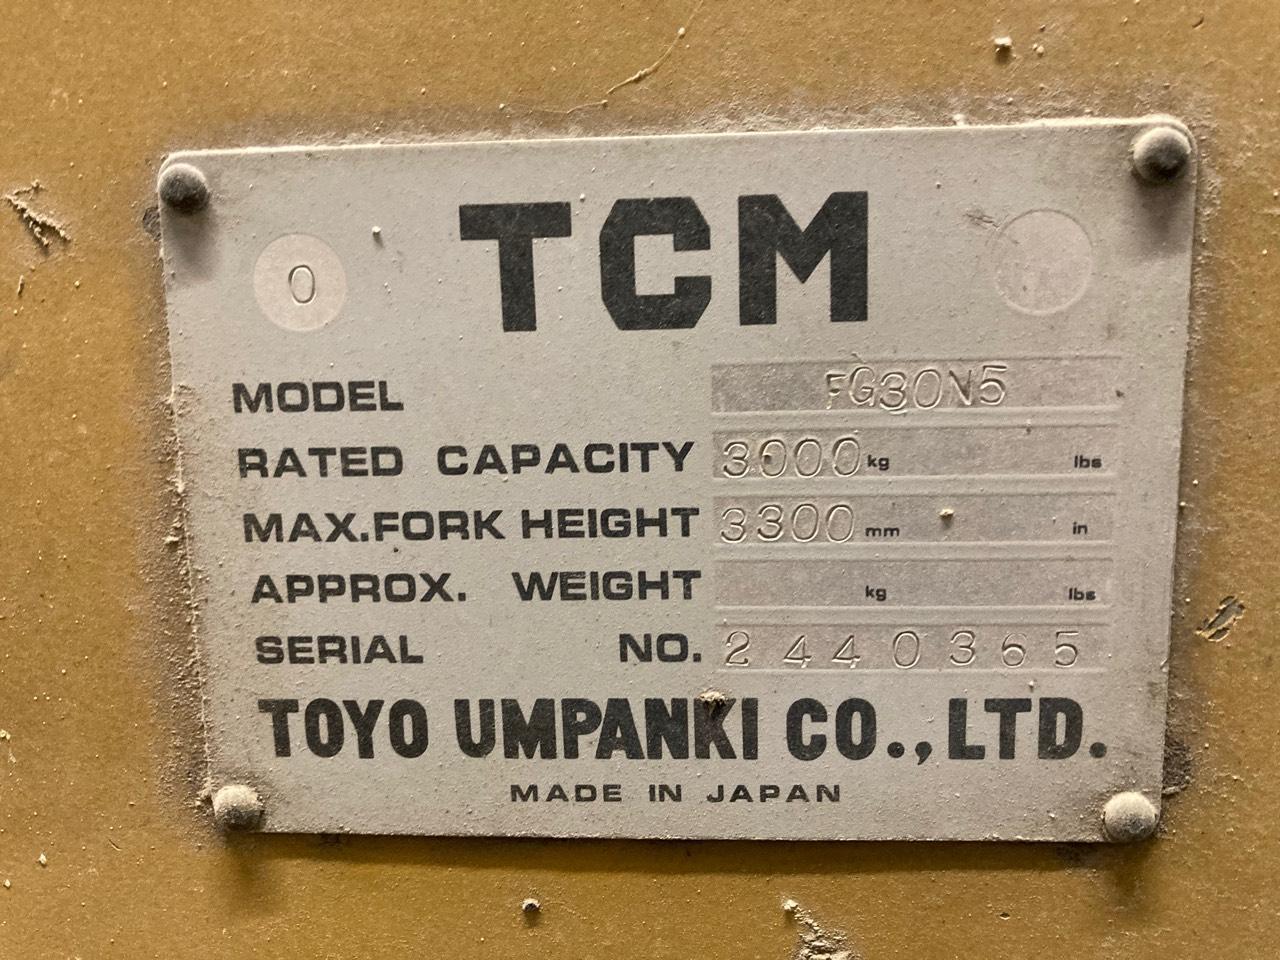 TCM
0
MODEL FG30N5
RATED CAPACITY 3000 kg lbs
MAX. FORK HEIGHT 3300 mm in
APPROX. WEIGHT kg lbs
SERIAL NO. 2440365
TOYO UMPANKI CO., LTD.
MADE IN JAPAN